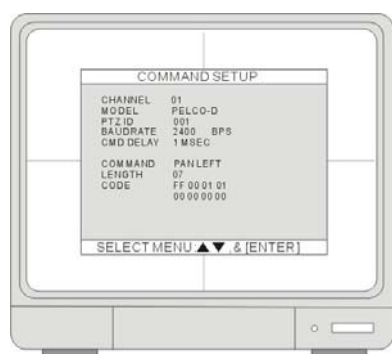 COMMAND SETUP
CHANNEL 01
MODEL PELCO-D
PTZ ID 001
BAUDRATE 2400 BPS
CMD DELAY 1 MSEC
COMMAND PAN LEFT
LENGTH 07
CODE FF 00 01 01
00 00 00 00
SELECT MENU:▲▼,& [ENTER]